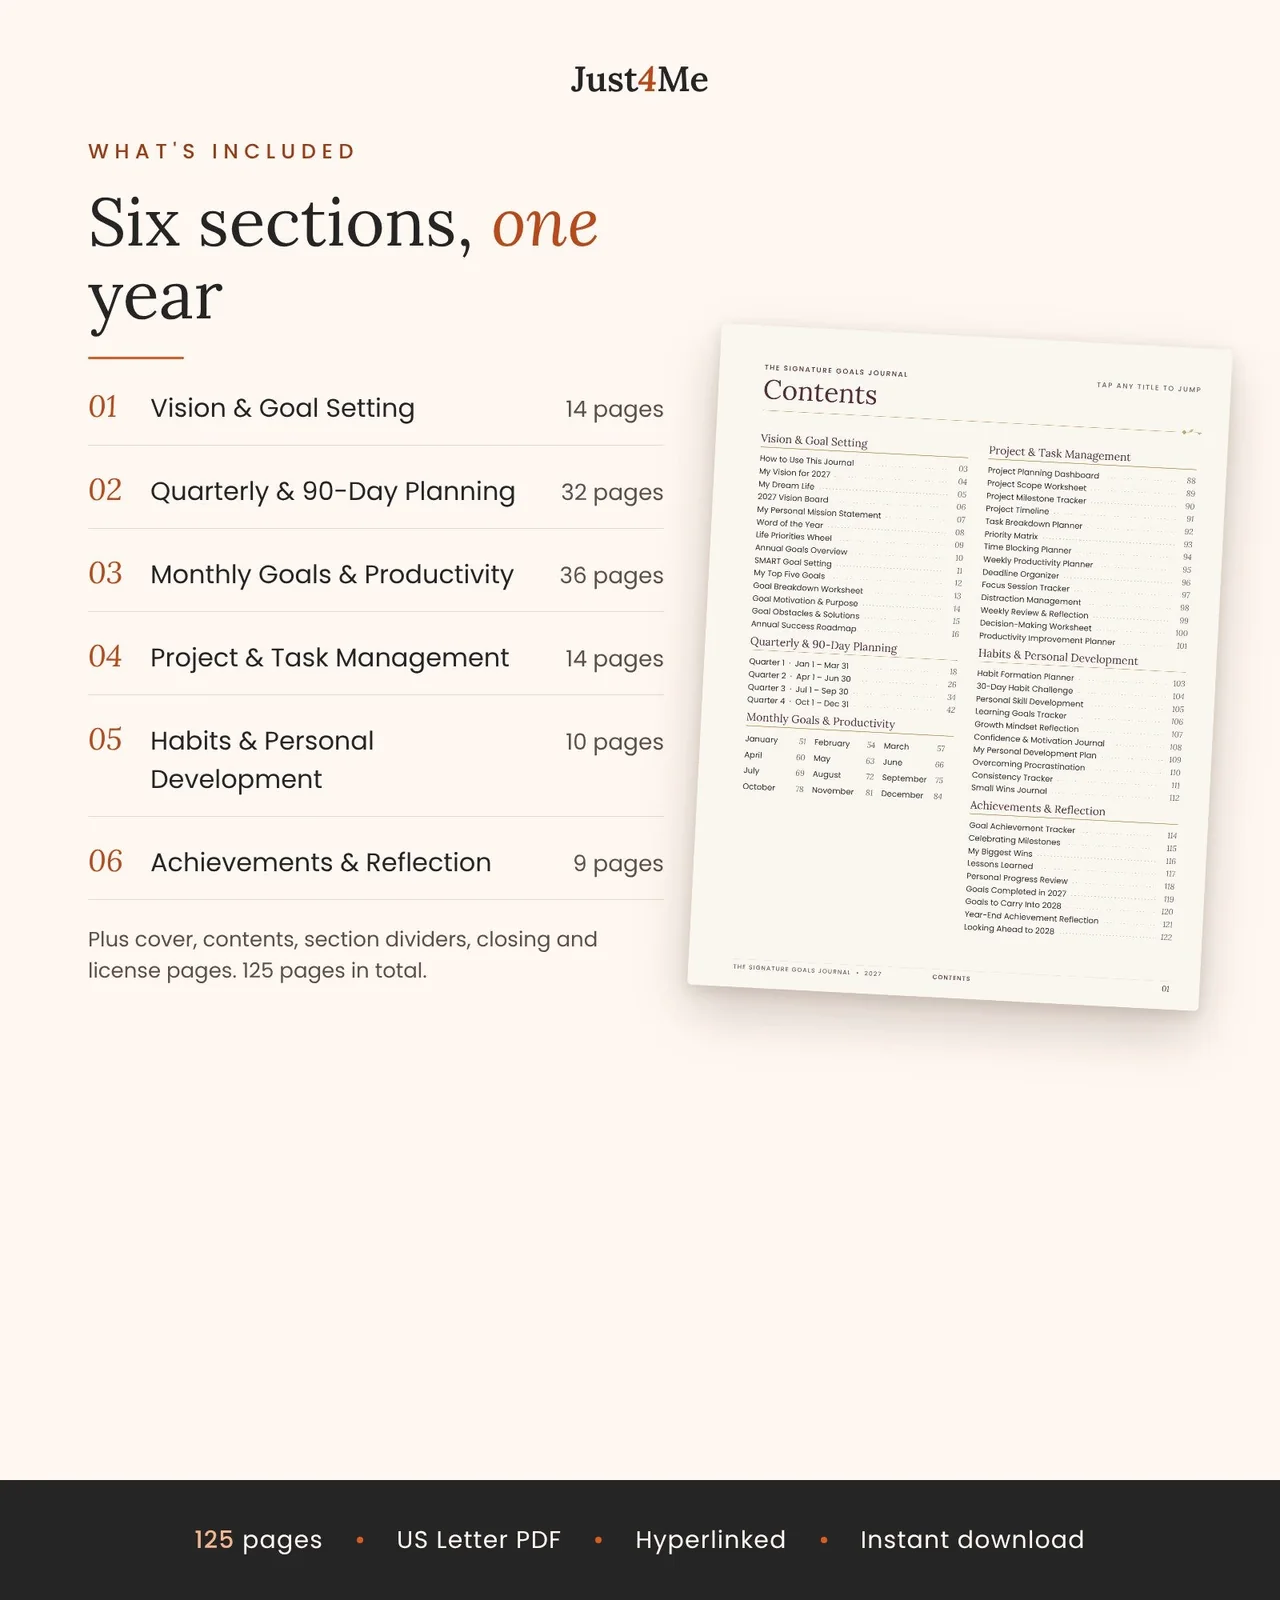 Just4Me
WHAT'S INCLUDED
Six sections, one
year
01 Vision & Goal Setting 14 pages
02 Quarterly & 90-Day Planning 32 pages
03 Monthly Goals & Productivity 36 pages
04 Project & Task Management 14 pages
05 Habits & Personal 10 pages
Development
06 Achievements & Reflection 9 pages
Plus cover, contents, section dividers, closing and
license pages. 125 pages in total.
THE SIGNATURE GOALS JOURNAL
Contents
TAP ANY TITLE TO JUMP
Vision & Goal Setting
How to Use This Journal 03
My Vision for 2027 04
My Dream Life 05
2027 Vision Board 06
My Personal Mission Statement 07
Word of the Year 08
Life Priorities Wheel 09
Annual Goals Overview 10
SMART Goal Setting 11
My Top Five Goals 12
Goal Breakdown Worksheet 13
Goal Motivation & Purpose 14
Goal Obstacles & Solutions 15
Annual Success Roadmap 16
Quarterly & 90-Day Planning
Quarter 1 · Jan 1 – Mar 31 18
Quarter 2 · Apr 1 – Jun 30 26
Quarter 3 · Jul 1 – Sep 30 34
Quarter 4 · Oct 1 – Dec 31 42
Monthly Goals & Productivity
January 51 February 54 March 57
April 60 May 63 June 66
July 69 August 72 September 75
October 78 November 81 December 84
Project & Task Management
Project Planning Dashboard 88
Project Scope Worksheet 89
Project Milestone Tracker 90
Project Timeline 91
Task Breakdown Planner 92
Priority Matrix 93
Time Blocking Planner 94
Weekly Productivity Planner 95
Deadline Organizer 96
Focus Session Tracker 97
Distraction Management 98
Weekly Review & Reflection 99
Decision-Making Worksheet 100
Productivity Improvement Planner 101
Habits & Personal Development
Habit Formation Planner 103
30-Day Habit Challenge 104
Personal Skill Development 105
Learning Goals Tracker 106
Growth Mindset Reflection 107
Confidence & Motivation Journal 108
My Personal Development Plan 109
Overcoming Procrastination 110
Consistency Tracker 111
Small Wins Journal 112
Achievements & Reflection
Goal Achievement Tracker 114
Celebrating Milestones 115
My Biggest Wins 116
Lessons Learned 117
Personal Progress Review 118
Goals Completed in 2027 119
Goals to Carry Into 2028 120
Year-End Achievement Reflection 121
Looking Ahead to 2028 122
THE SIGNATURE GOALS JOURNAL • 2027 CONTENTS 01
125 pages • US Letter PDF • Hyperlinked • Instant download